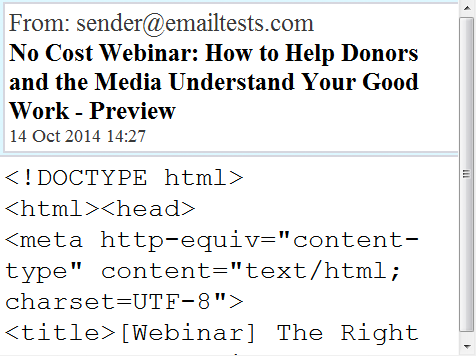 From: sender@emailtests.com
No Cost Webinar: How to Help Donors
and the Media Understand Your Good
Work - Preview
14 Oct 2014 14:27
<!DOCTYPE html>
<html><head>
<meta http-equiv="content-
type" content="text/html;
charset=UTF-8">
<title>[Webinar] The Right